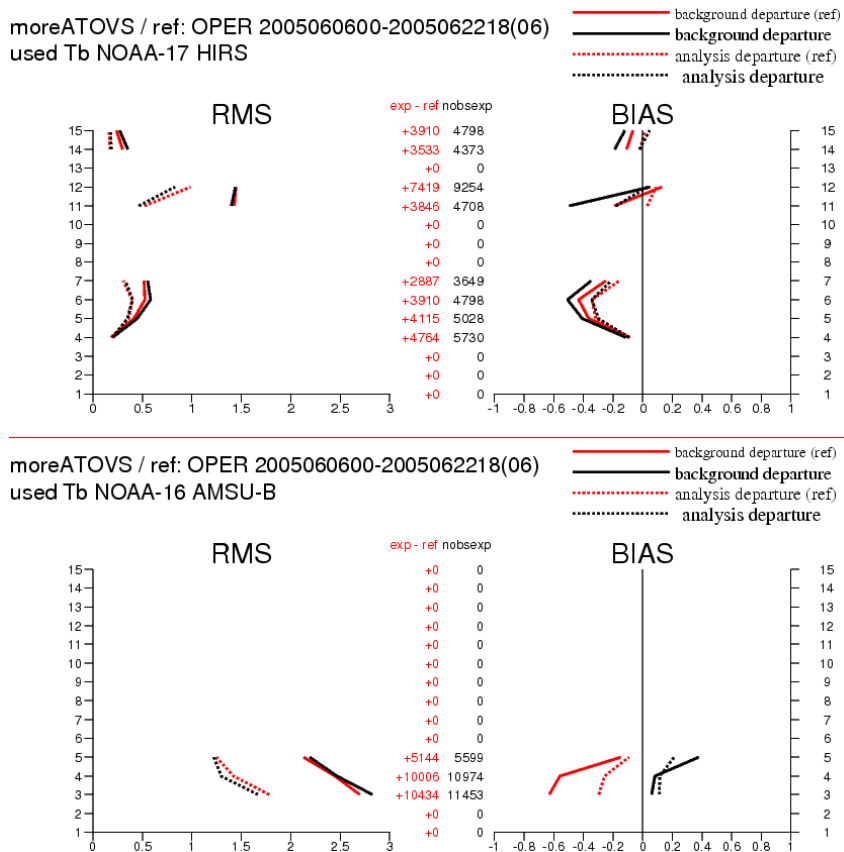 moreATOVS / ref: OPER 2005060600-2005062218(06)
used Tb NOAA-17 HIRS
background departure (ref)
background departure
analysis departure (ref)
analysis departure
RMS
exp - ref nobsexp
BIAS
15 +3910 4798 15
14 +3533 4373 14
13 +0 0 13
12 +7419 9254 12
11 +3846 4708 11
10 +0 0 10
9 +0 0 9
8 +0 0 8
7 +2887 3649 7
6 +3910 4798 6
5 +4115 5028 5
4 +4764 5730 4
3 +0 0 3
2 +0 0 2
1 +0 0 1
0 0.5 1 1.5 2 2.5 3 -1 -0.8 -0.6 -0.4 -0.2 0 0.2 0.4 0.6 0.8 1
moreATOVS / ref: OPER 2005060600-2005062218(06)
used Tb NOAA-16 AMSU-B
background departure (ref)
background departure
analysis departure (ref)
analysis departure
RMS
exp - ref nobsexp
BIAS
15 +0 0 15
14 +0 0 14
13 +0 0 13
12 +0 0 12
11 +0 0 11
10 +0 0 10
9 +0 0 9
8 +0 0 8
7 +0 0 7
6 +0 0 6
5 +5144 5599 5
4 +10006 10974 4
3 +10434 11453 3
2 +0 0 2
1 +0 0 1
0 0.5 1 1.5 2 2.5 3 -1 -0.8 -0.6 -0.4 -0.2 0 0.2 0.4 0.6 0.8 1